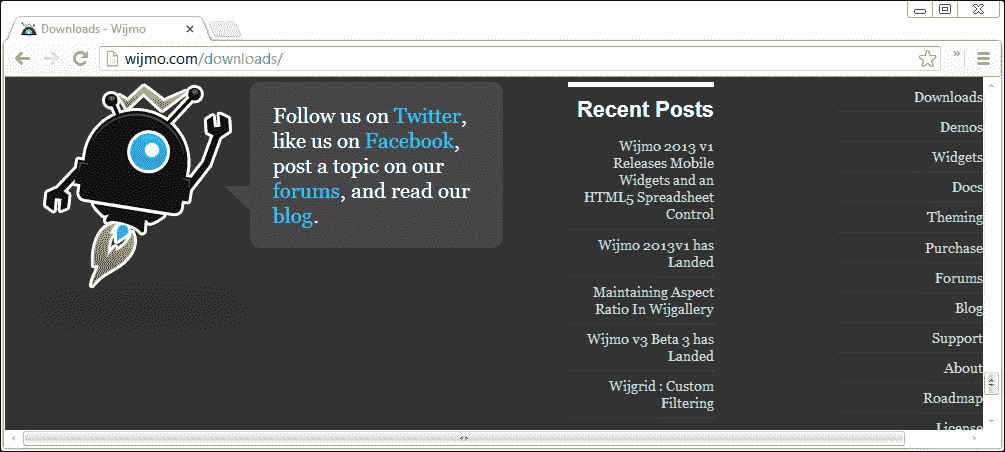 Downloads - Wijmo
wijmo.com/downloads/
Follow us on Twitter,
like us on Facebook,
post a topic on our
forums, and read our
blog.
Recent Posts
Wijmo 2013 v1
Releases Mobile
Widgets and an
HTML5 Spreadsheet
Control
Wijmo 2013v1 has
Landed
Maintaining Aspect
Ratio In Wijgallery
Wijmo v3 Beta 3 has
Landed
Wijgrid : Custom
Filtering
Downloads
Demos
Widgets
Docs
Theming
Purchase
Forums
Blog
Support
About
Roadmap
License